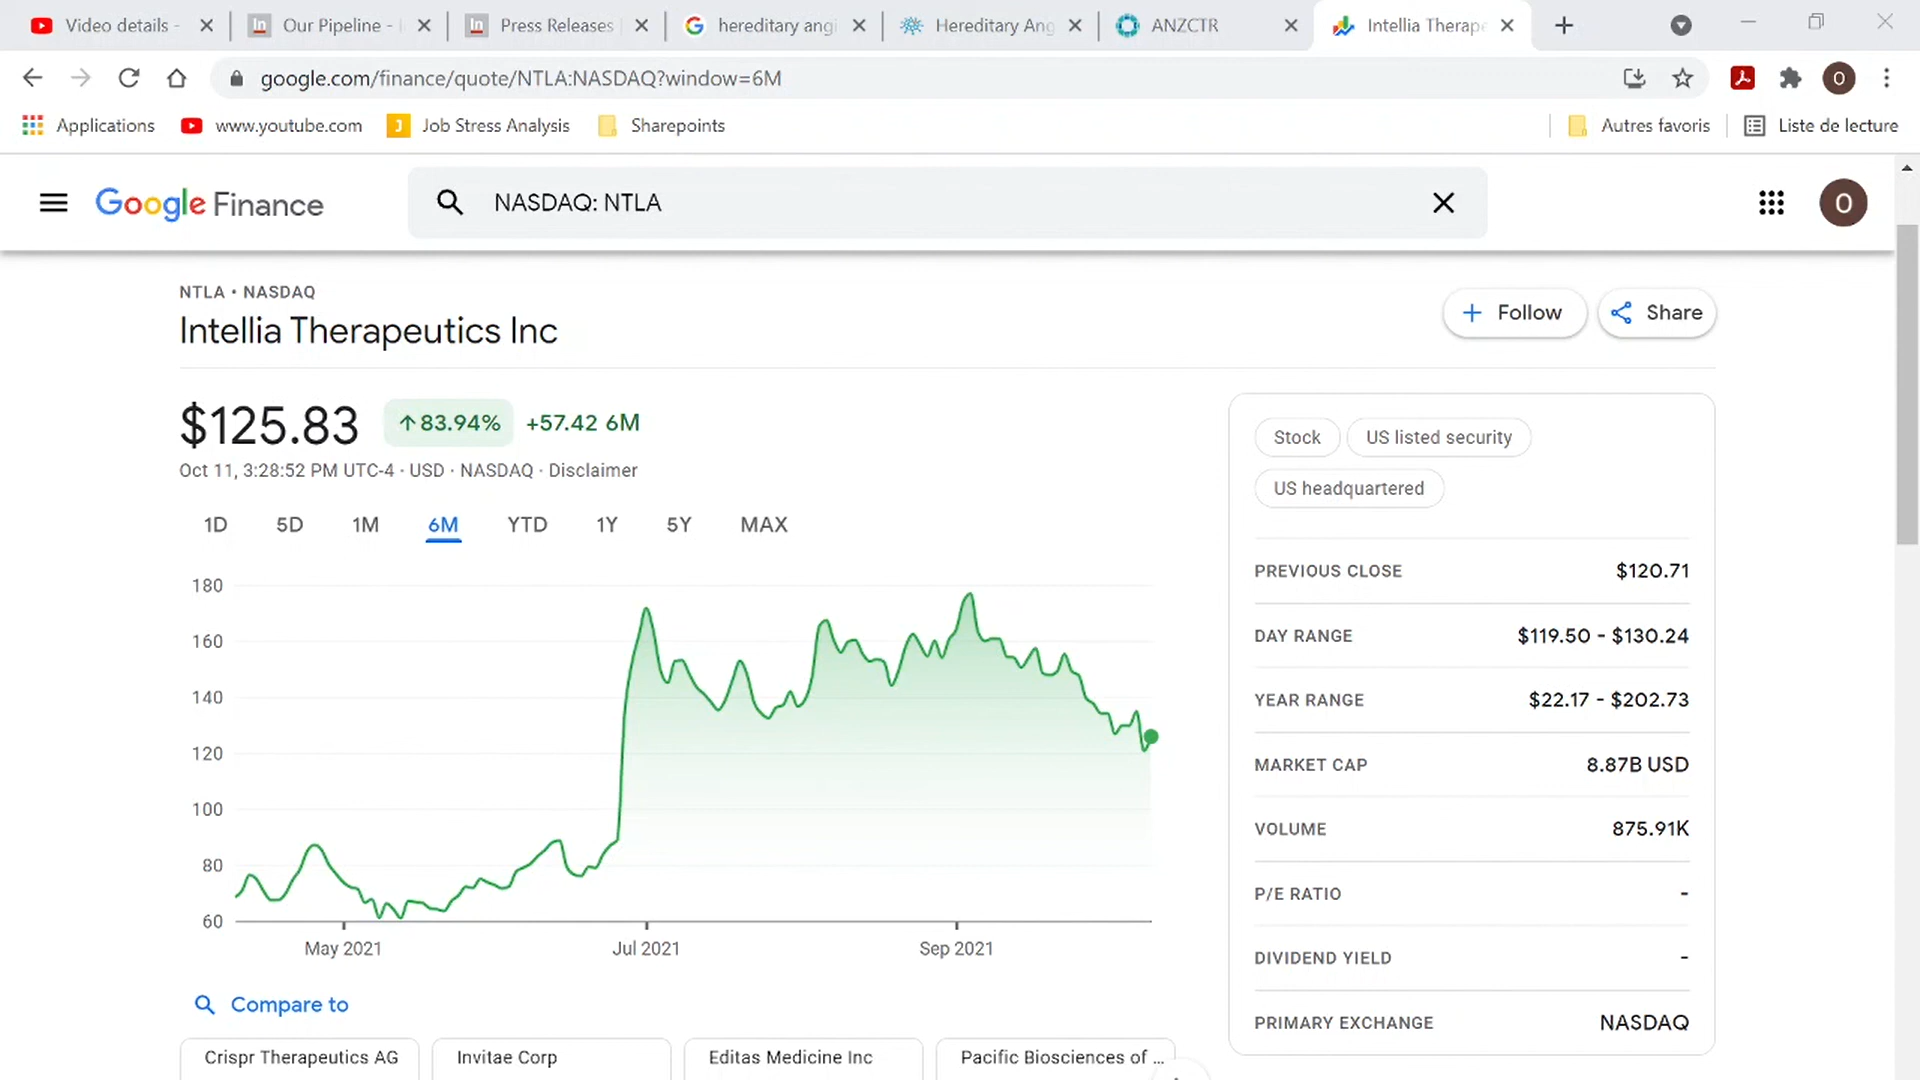 Video details -
Our Pipeline - I
Press Releases |
hereditary angi
Hereditary Ang
ANZCTR
Intellia Therape
google.com/finance/quote/NTLA:NASDAQ?window=6M
O
Applications
www.youtube.com
J
Job Stress Analysis
Sharepoints
Autres favoris
Liste de lecture
Google Finance
NASDAQ: NTLA
O
NTLA • NASDAQ
Intellia Therapeutics Inc
Follow
Share
$125.83
83.94%
+57.42 6M
Oct 11, 3:28:52 PM UTC-4 · USD · NASDAQ · Disclaimer
1D 5D 1M 6M YTD 1Y 5Y MAX
180
160
140
120
100
80
60
May 2021
Jul 2021
Sep 2021
Stock
US listed security
US headquartered
PREVIOUS CLOSE $120.71
DAY RANGE $119.50 - $130.24
YEAR RANGE $22.17 - $202.73
MARKET CAP 8.87B USD
VOLUME 875.91K
P/E RATIO -
DIVIDEND YIELD -
PRIMARY EXCHANGE NASDAQ
Compare to
Crispr Therapeutics AG
Invitae Corp
Editas Medicine Inc
Pacific Biosciences of ...